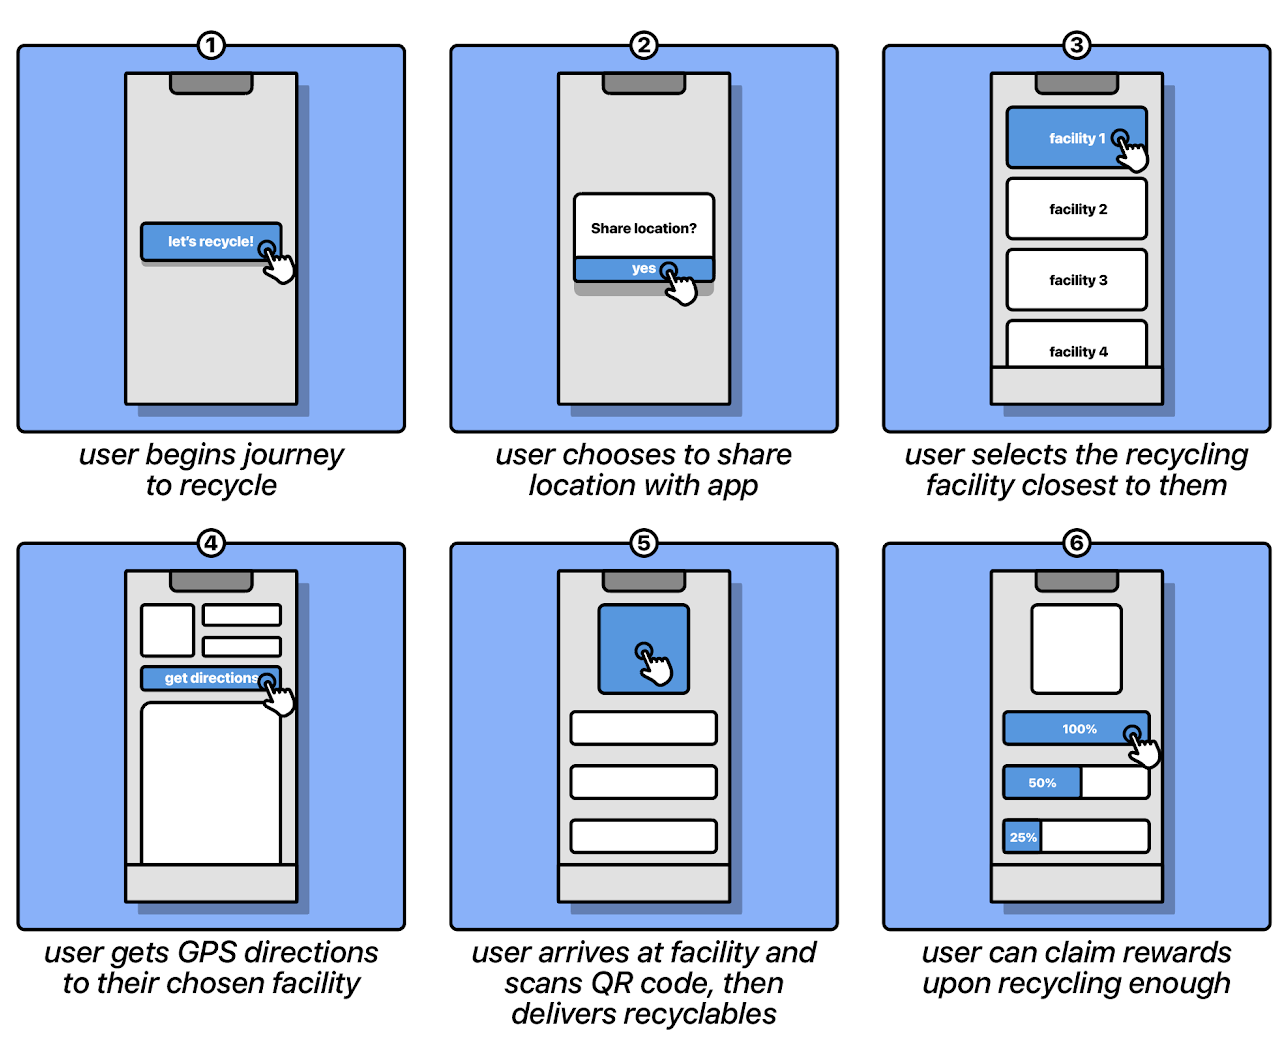 1
let's recycle!
user begins journey
to recycle
2
Share location?
yes
user chooses to share
location with app
3
facility 1
facility 2
facility 3
facility 4
user selects the recycling
facility closest to them
4
get directions
user gets GPS directions
to their chosen facility
5
user arrives at facility and
scans QR code, then
delivers recyclables
6
100%
50%
25%
user can claim rewards
upon recycling enough